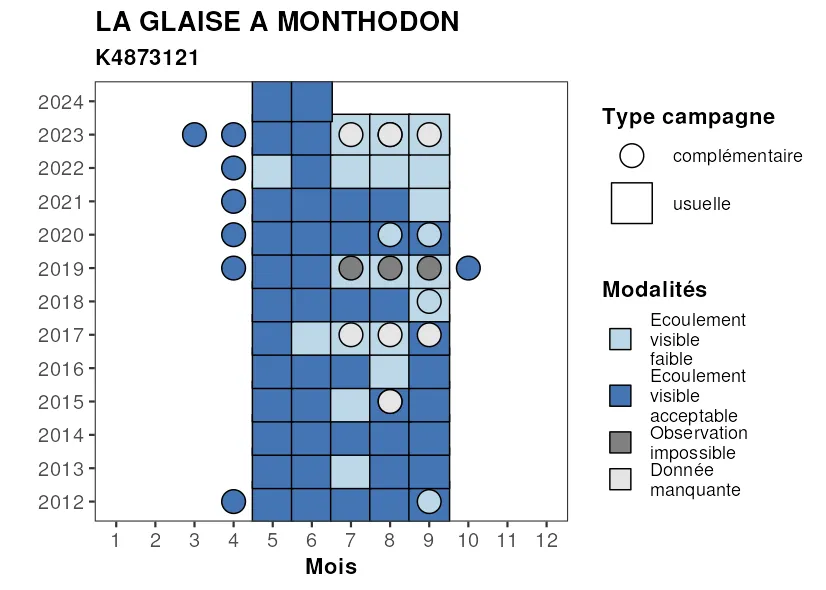 LA GLAISE A MONTHODON
K4873121
2024
2023
2022
2021
2020
2019
2018
2017
2016
2015
2014
2013
2012
1 2 3 4 5 6 7 8 9 10 11 12
Mois
Type campagne
complémentaire
usuelle
Modalités
Ecoulement
visible
faible
Ecoulement
visible
acceptable
Observation
impossible
Donnée
manquante